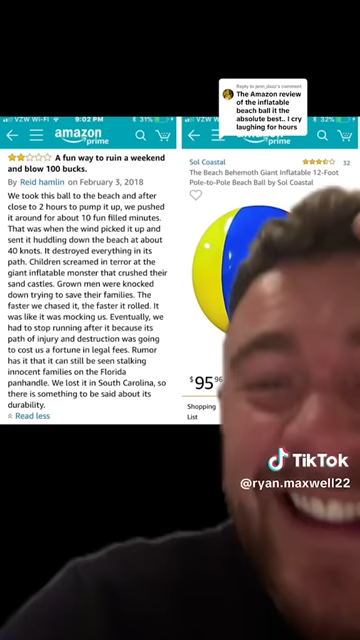 Reply to jenn_jlazz's comment
The Amazon review
of the inflatable
beach ball it the
absolute best.. I cry
laughing for hours
VZW Wi-Fi
9:02 PM
31%
VZW W
32%
amazon
prime
prime
A fun way to ruin a weekend
and blow 100 bucks.
By Reid hamlin on February 3, 2018
We took this ball to the beach and after
close to 2 hours to pump it up, we pushed
it around for about 10 fun filled minutes.
That was when the wind picked it up and
sent it huddling down the beach at about
40 knots. It destroyed everything in its
path. Children screamed in terror at the
giant inflatable monster that crushed their
sand castles. Grown men were knocked
down trying to save their families. The
faster we chased it, the faster it rolled. It
was like it was mocking us. Eventually, we
had to stop running after it because its
path of injury and destruction was going
to cost us a fortune in legal fees. Rumor
has it that it can still be seen stalking
innocent families on the Florida
panhandle. We lost it in South Carolina, so
there is something to be said about its
durability.
Read less
Sol Coastal
32
The Beach Behemoth Giant Inflatable 12-Foot
Pole-to-Pole Beach Ball by Sol Coastal
$9596
Shopping
List
TikTok
@ryan.maxwell22